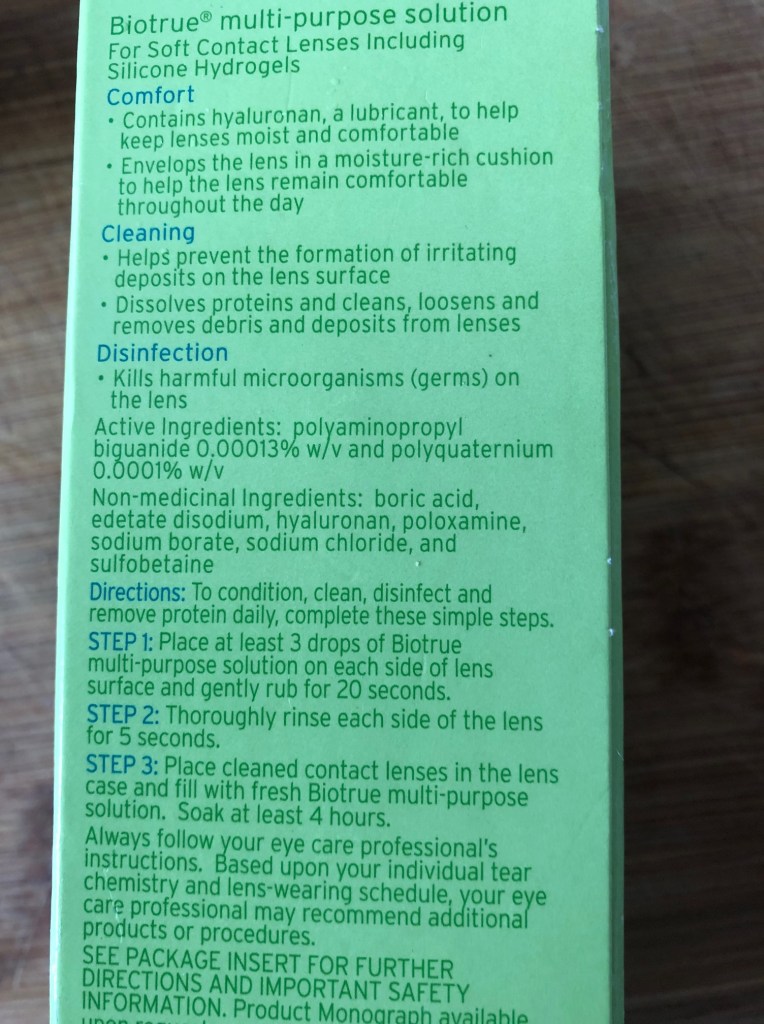 Biotrue® multi-purpose solution
For Soft Contact Lenses Including
Silicone Hydrogels
Comfort
• Contains hyaluronan, a lubricant, to help
keep lenses moist and comfortable
• Envelops the lens in a moisture-rich cushion
to help the lens remain comfortable
throughout the day
Cleaning
• Helps prevent the formation of irritating
deposits on the lens surface
• Dissolves proteins and cleans, loosens and
removes debris and deposits from lenses
Disinfection
• Kills harmful microorganisms (germs) on
the lens
Active Ingredients: polyaminopropyl
biguanide 0.00013% w/v and polyquaternium
0.0001% w/v
Non-medicinal Ingredients: boric acid,
edetate disodium, hyaluronan, poloxamine,
sodium borate, sodium chloride, and
sulfobetaine
Directions: To condition, clean, disinfect and
remove protein daily, complete these simple steps.
STEP 1: Place at least 3 drops of Biotrue
multi-purpose solution on each side of lens
surface and gently rub for 20 seconds.
STEP 2: Thoroughly rinse each side of the lens
for 5 seconds.
STEP 3: Place cleaned contact lenses in the lens
case and fill with fresh Biotrue multi-purpose
solution. Soak at least 4 hours.
Always follow your eye care professional's
instructions. Based upon your individual tear
chemistry and lens-wearing schedule, your eye
care professional may recommend additional
products or procedures.
SEE PACKAGE INSERT FOR FURTHER
DIRECTIONS AND IMPORTANT SAFETY
INFORMATION. Product Monograph available
upon